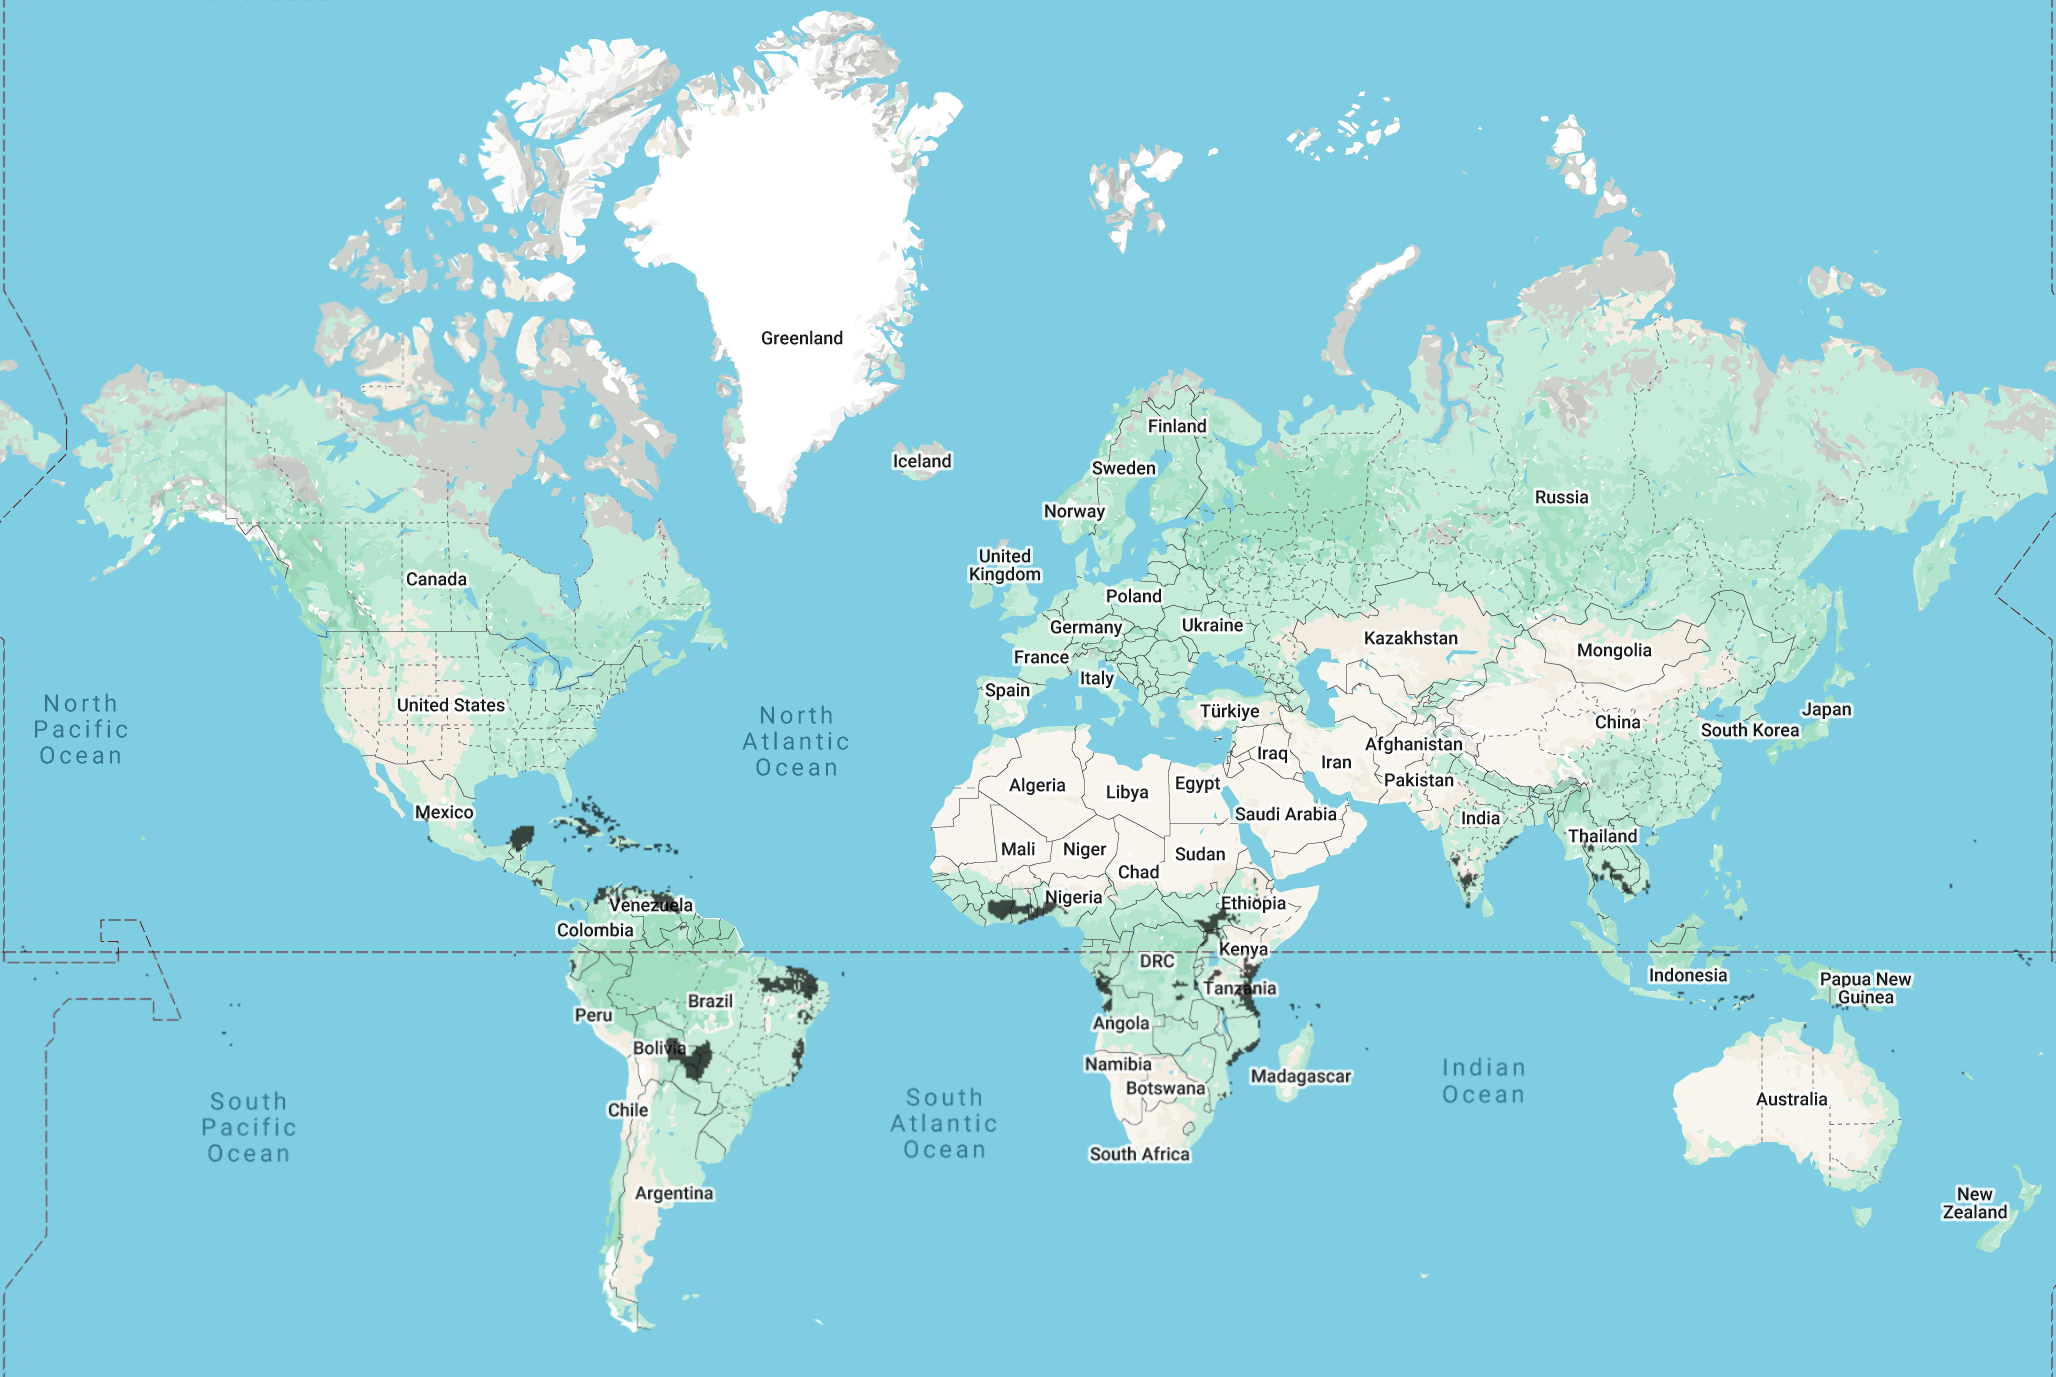 Greenland
Iceland
Finland
Sweden
Norway
Russia
United
Kingdom
Canada
Poland
Germany
Ukraine
Kazakhstan
Mongolia
France
Italy
Spain
United States
Türkiye
China
Japan
South Korea
North
Pacific
Ocean
North
Atlantic
Ocean
Iraq
Iran
Afghanistan
Pakistan
Algeria
Libya
Egypt
Saudi Arabia
India
Mexico
Thailand
Mali
Niger
Chad
Sudan
Nigeria
Ethiopia
Venezuela
Colombia
Kenya
DRC
Indonesia
Papua New
Guinea
Tanzania
Brazil
Peru
Angola
Bolivia
Namibia
Botswana
Madagascar
Indian
Ocean
Australia
Chile
South
Pacific
Ocean
South
Atlantic
Ocean
South Africa
Argentina
New
Zealand